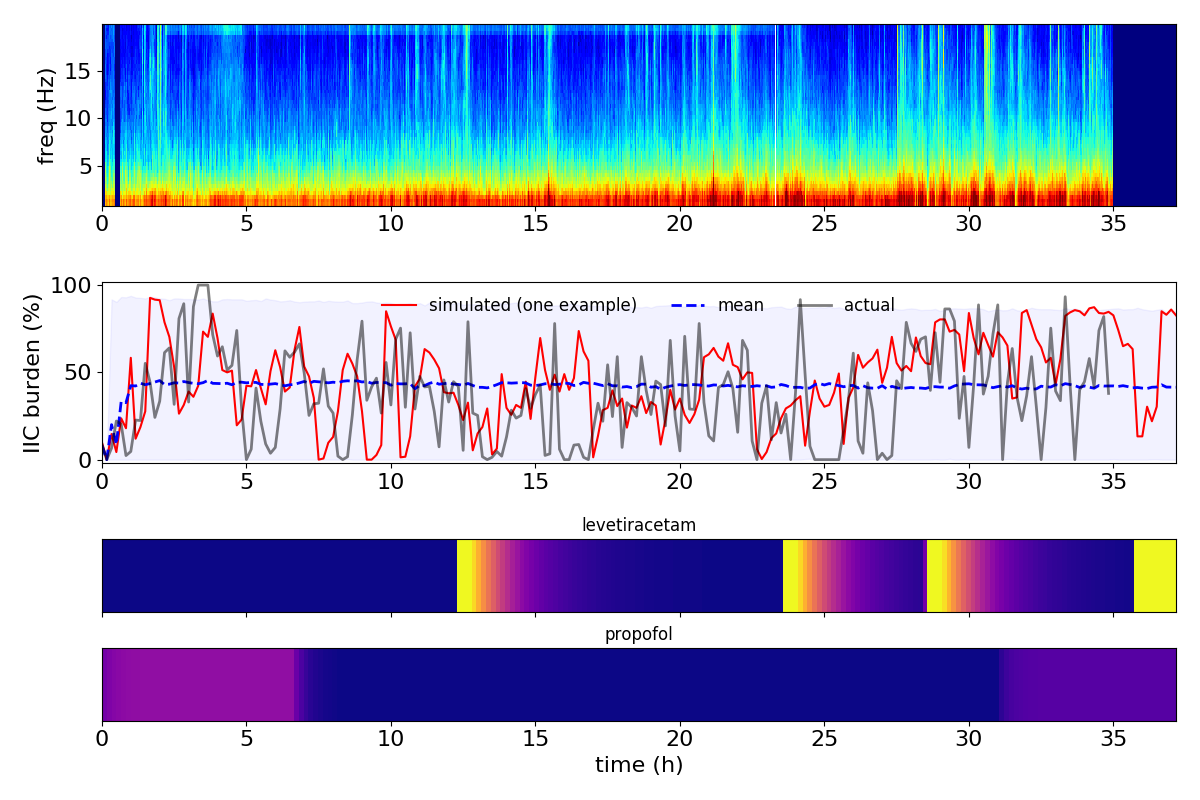 freq (Hz)
15
10
5
0 5 10 15 20 25 30 35
IIC burden (%)
100
50
0
simulated (one example) mean actual
0 5 10 15 20 25 30 35
levetiracetam
propofol
0 5 10 15 20 25 30 35
time (h)